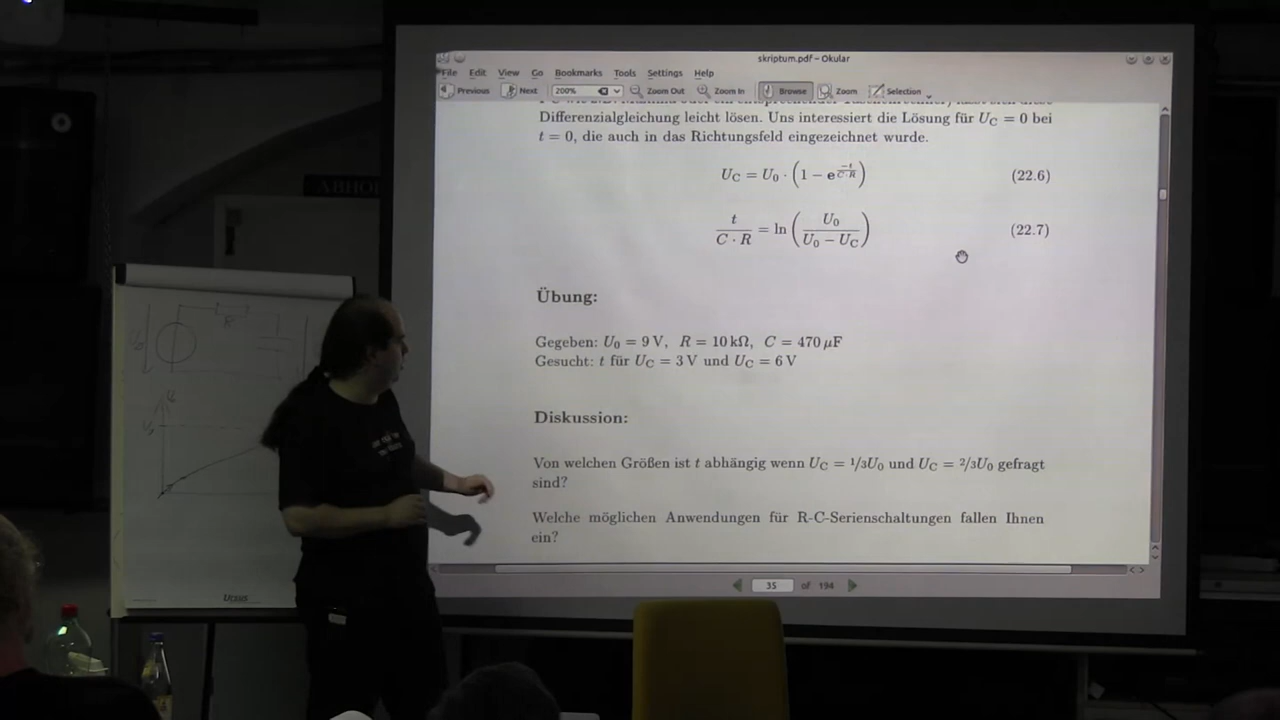 skriptum.pdf – Okular
File Edit View Go Bookmarks Tools Settings Help
Previous Next 200% Zoom Out Zoom In Browse Zoom Selection
Differenzialgleichung leicht lösen. Uns interessiert die Lösung für U_C = 0 bei
t = 0, die auch in das Richtungsfeld eingezeichnet wurde.
U_C = U_0 · (1 − e^(−t/(C·R))) (22.6)
t/(C · R) = ln (U_0/(U_0 − U_C)) (22.7)
Übung:
Gegeben: U_0 = 9 V, R = 10 kΩ, C = 470 μF
Gesucht: t für U_C = 3 V und U_C = 6 V
Diskussion:
Von welchen Größen ist t abhängig wenn U_C = 1/3U_0 und U_C = 2/3U_0 gefragt
sind?
Welche möglichen Anwendungen für R-C-Serienschaltungen fallen Ihnen
ein?
35 of 194
ABHOL
R